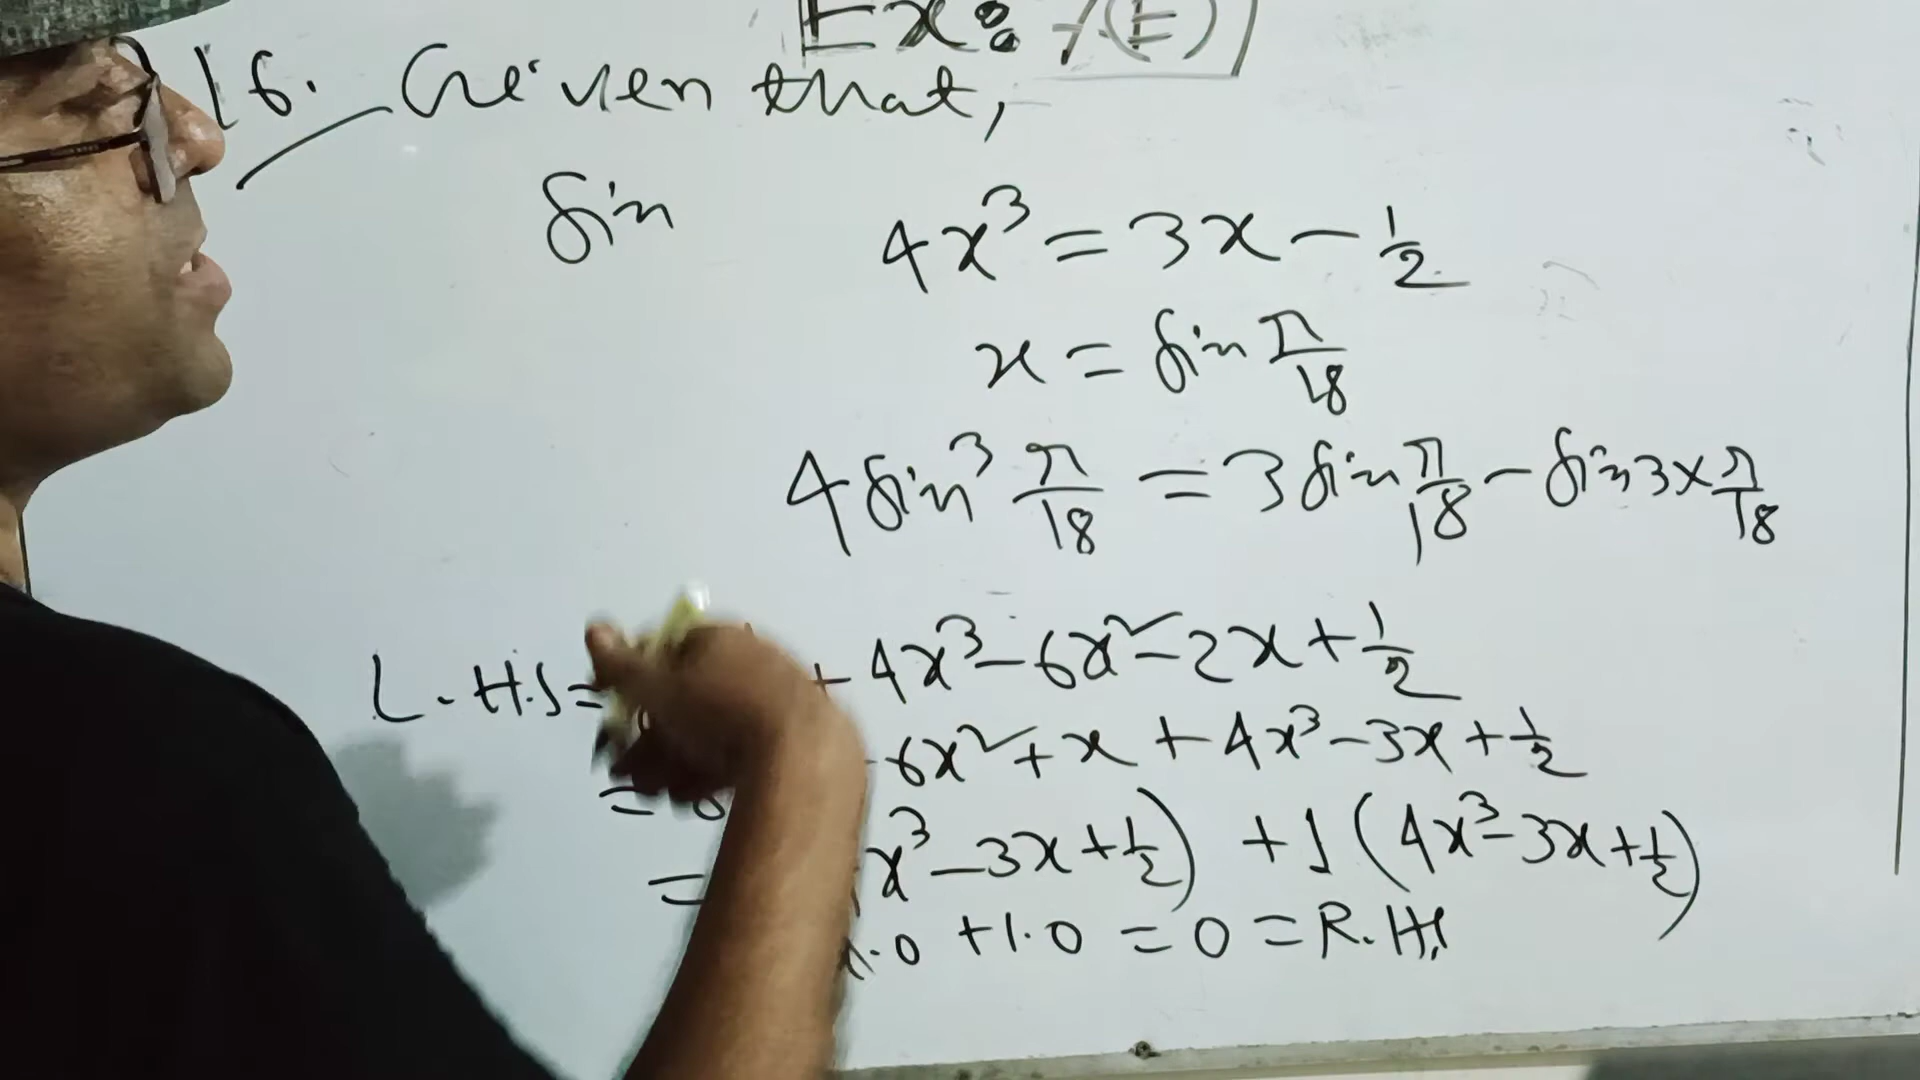 Ex: 7(E)
16. Given that,
sin 4x³ = 3x - 1/2
x = sin π/18
4 sin³ π/18 = 3 sin π/18 - sin 3 × π/18
L.H.S = + 4x³ - 6x² - 2x + 1/2
= 6x² + x + 4x³ - 3x + 1/2
= x³ - 3x + 1/2) + 1 (4x³ - 3x + 1/2)
.0 + 1.0 = 0 = R.H.S